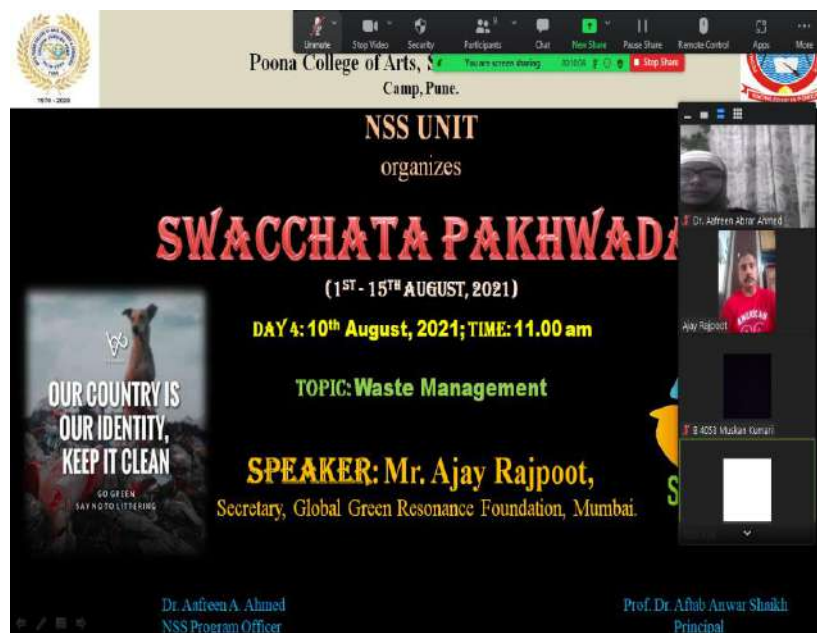 Unmute
Stop Video
Security
Participants
Chat
New Share
Pause Share
Remote Control
Apps
More
You are screen sharing
Stop Share
1970 - 2020
Poona College of Arts,
Camp, Pune.
NSS UNIT
organizes
SWACCHATA PAKHWADA
(1ST - 15TH AUGUST, 2021)
DAY 4: 10th August, 2021; TIME: 11.00 am
TOPIC: Waste Management
SPEAKER: Mr. Ajay Rajpoot,
Secretary, Global Green Resonance Foundation, Mumbai.
OUR COUNTRY IS
OUR IDENTITY,
KEEP IT CLEAN
GO GREEN
SAY NO TO LITTERING
Dr. Aafreen Abrar Ahmed
Ajay Rajpoot
B 4053 Muskan Kumari
Dr. Aafreen A. Ahmed
NSS Program Officer
Prof. Dr. Aftab Anwar Shaikh
Principal